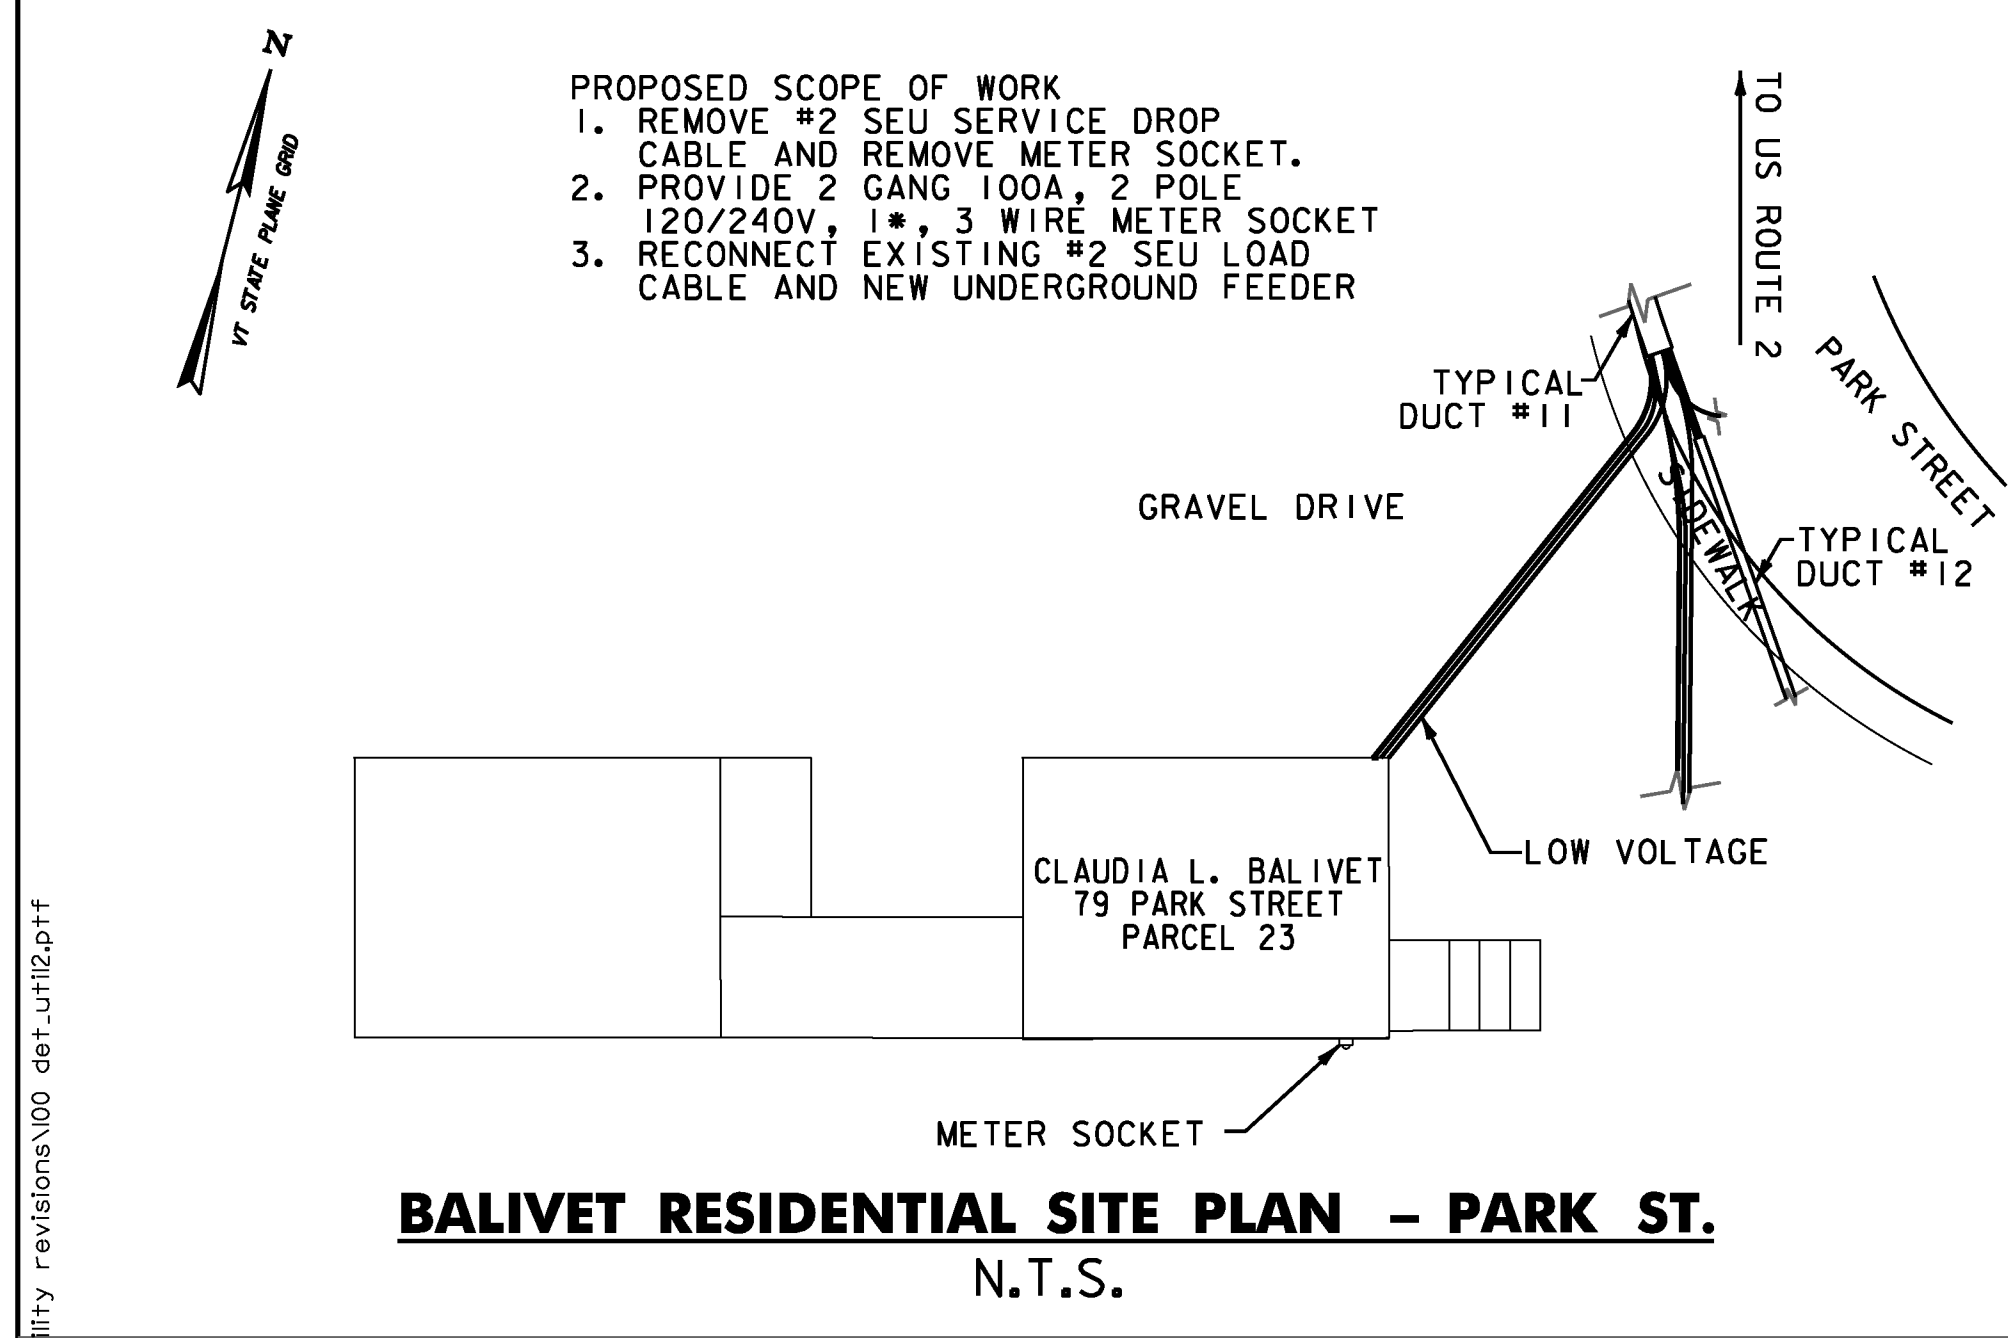 N
VT STATE PLANE GRID
PROPOSED SCOPE OF WORK
1. REMOVE #2 SEU SERVICE DROP
CABLE AND REMOVE METER SOCKET.
2. PROVIDE 2 GANG 100A, 2 POLE
120/240V, 1*, 3 WIRE METER SOCKET
3. RECONNECT EXISTING #2 SEU LOAD
CABLE AND NEW UNDERGROUND FEEDER
TO US ROUTE 2
PARK STREET
TYPICAL
DUCT #11
GRAVEL DRIVE
SIDEWALK
TYPICAL
DUCT #12
LOW VOLTAGE
CLAUDIA L. BALIVET
79 PARK STREET
PARCEL 23
METER SOCKET
BALIVET RESIDENTIAL SITE PLAN – PARK ST.
N.T.S.
ility revisions\100 det_util2.ptf